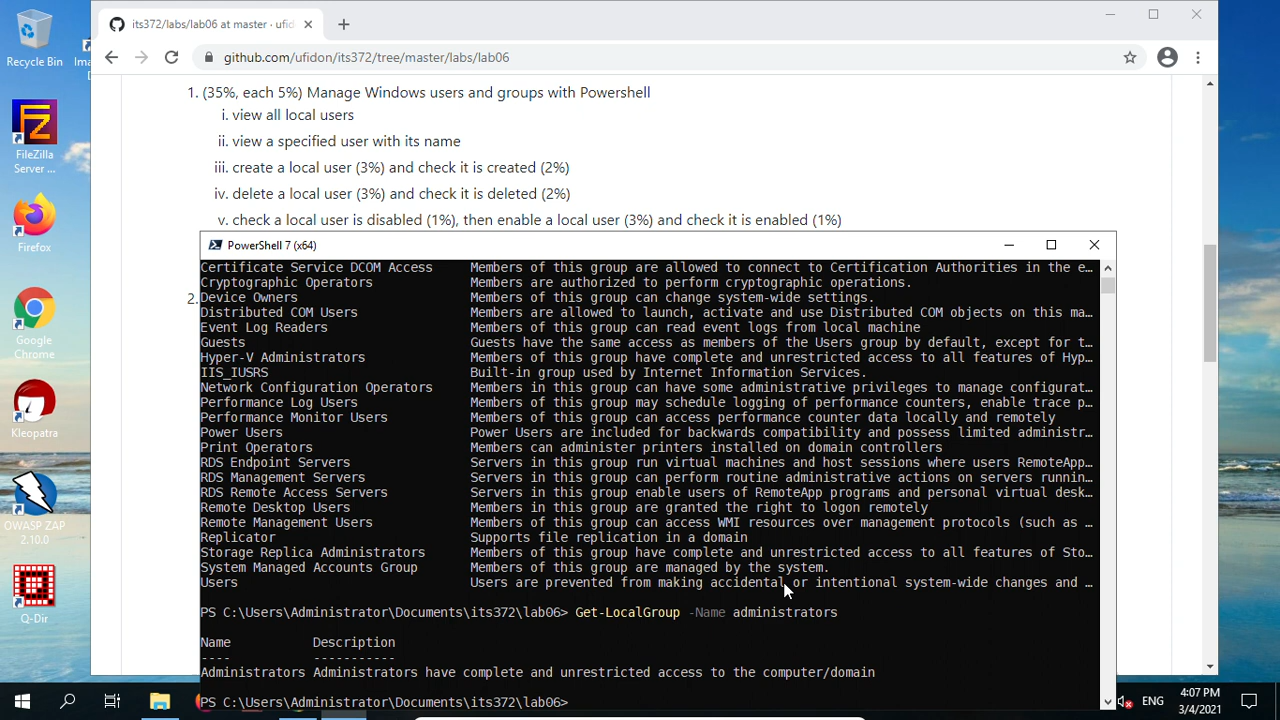 Recycle Bin
Ima
FileZilla
Server ...
Firefox
Google
Chrome
Kleopatra
OWASP ZAP
2.10.0
Q-Dir
its372/labs/lab06 at master · ufid
github.com/ufidon/its372/tree/master/labs/lab06
1. (35%, each 5%) Manage Windows users and groups with Powershell
i. view all local users
ii. view a specified user with its name
iii. create a local user (3%) and check it is created (2%)
iv. delete a local user (3%) and check it is deleted (2%)
v. check a local user is disabled (1%), then enable a local user (3%) and check it is enabled (1%)
2.
PowerShell 7 (x64)
Certificate Service DCOM Access Members of this group are allowed to connect to Certification Authorities in the e…
Cryptographic Operators Members are authorized to perform cryptographic operations.
Device Owners Members of this group can change system-wide settings.
Distributed COM Users Members are allowed to launch, activate and use Distributed COM objects on this ma…
Event Log Readers Members of this group can read event logs from local machine
Guests Guests have the same access as members of the Users group by default, except for t…
Hyper-V Administrators Members of this group have complete and unrestricted access to all features of Hyp…
IIS_IUSRS Built-in group used by Internet Information Services.
Network Configuration Operators Members in this group can have some administrative privileges to manage configurat…
Performance Log Users Members of this group may schedule logging of performance counters, enable trace p…
Performance Monitor Users Members of this group can access performance counter data locally and remotely
Power Users Power Users are included for backwards compatibility and possess limited administr…
Print Operators Members can administer printers installed on domain controllers
RDS Endpoint Servers Servers in this group run virtual machines and host sessions where users RemoteApp…
RDS Management Servers Servers in this group can perform routine administrative actions on servers runnin…
RDS Remote Access Servers Servers in this group enable users of RemoteApp programs and personal virtual desk…
Remote Desktop Users Members in this group are granted the right to logon remotely
Remote Management Users Members of this group can access WMI resources over management protocols (such as …
Replicator Supports file replication in a domain
Storage Replica Administrators Members of this group have complete and unrestricted access to all features of Sto…
System Managed Accounts Group Members of this group are managed by the system.
Users Users are prevented from making accidental or intentional system-wide changes and …
PS C:\Users\Administrator\Documents\its372\lab06> Get-LocalGroup -Name administrators
Name Description
---- -----------
Administrators Administrators have complete and unrestricted access to the computer/domain
PS C:\Users\Administrator\Documents\its372\lab06>
ENG
4:07 PM
3/4/2021